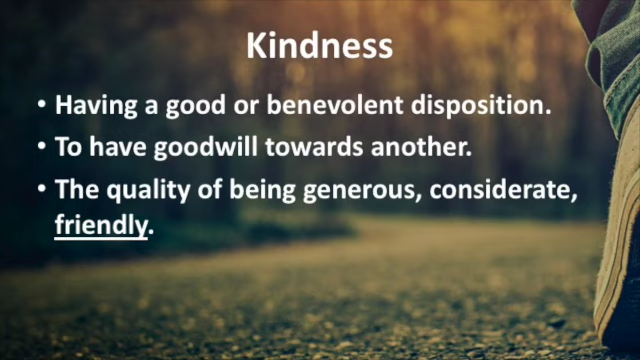 Kindness
• Having a good or benevolent disposition.
• To have goodwill towards another.
• The quality of being generous, considerate,
friendly.